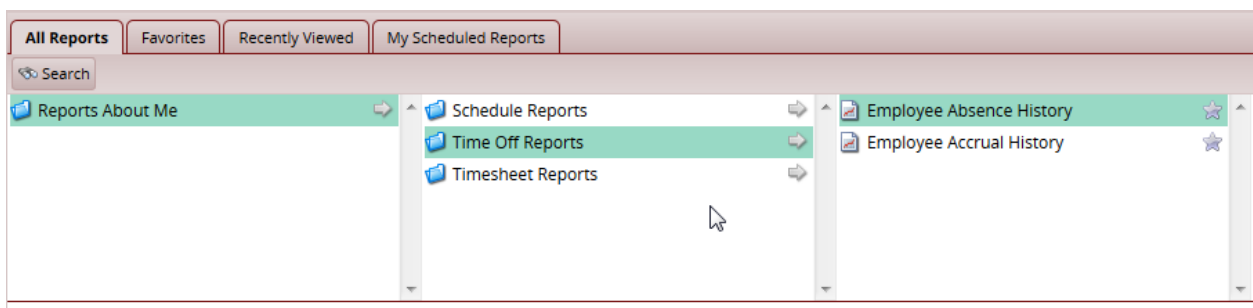 All Reports
Favorites
Recently Viewed
My Scheduled Reports
Search
Reports About Me
Schedule Reports
Time Off Reports
Timesheet Reports
Employee Absence History
Employee Accrual History